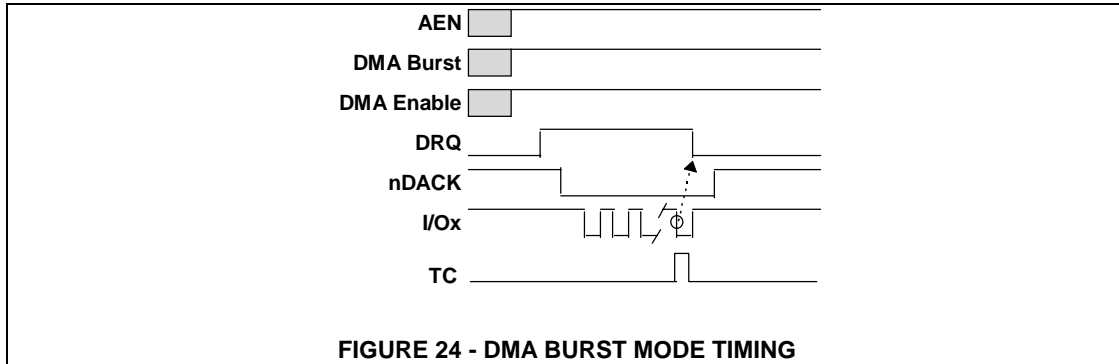 AEN
DMA Burst
DMA Enable
DRQ
nDACK
I/Ox
TC
FIGURE 24 - DMA BURST MODE TIMING